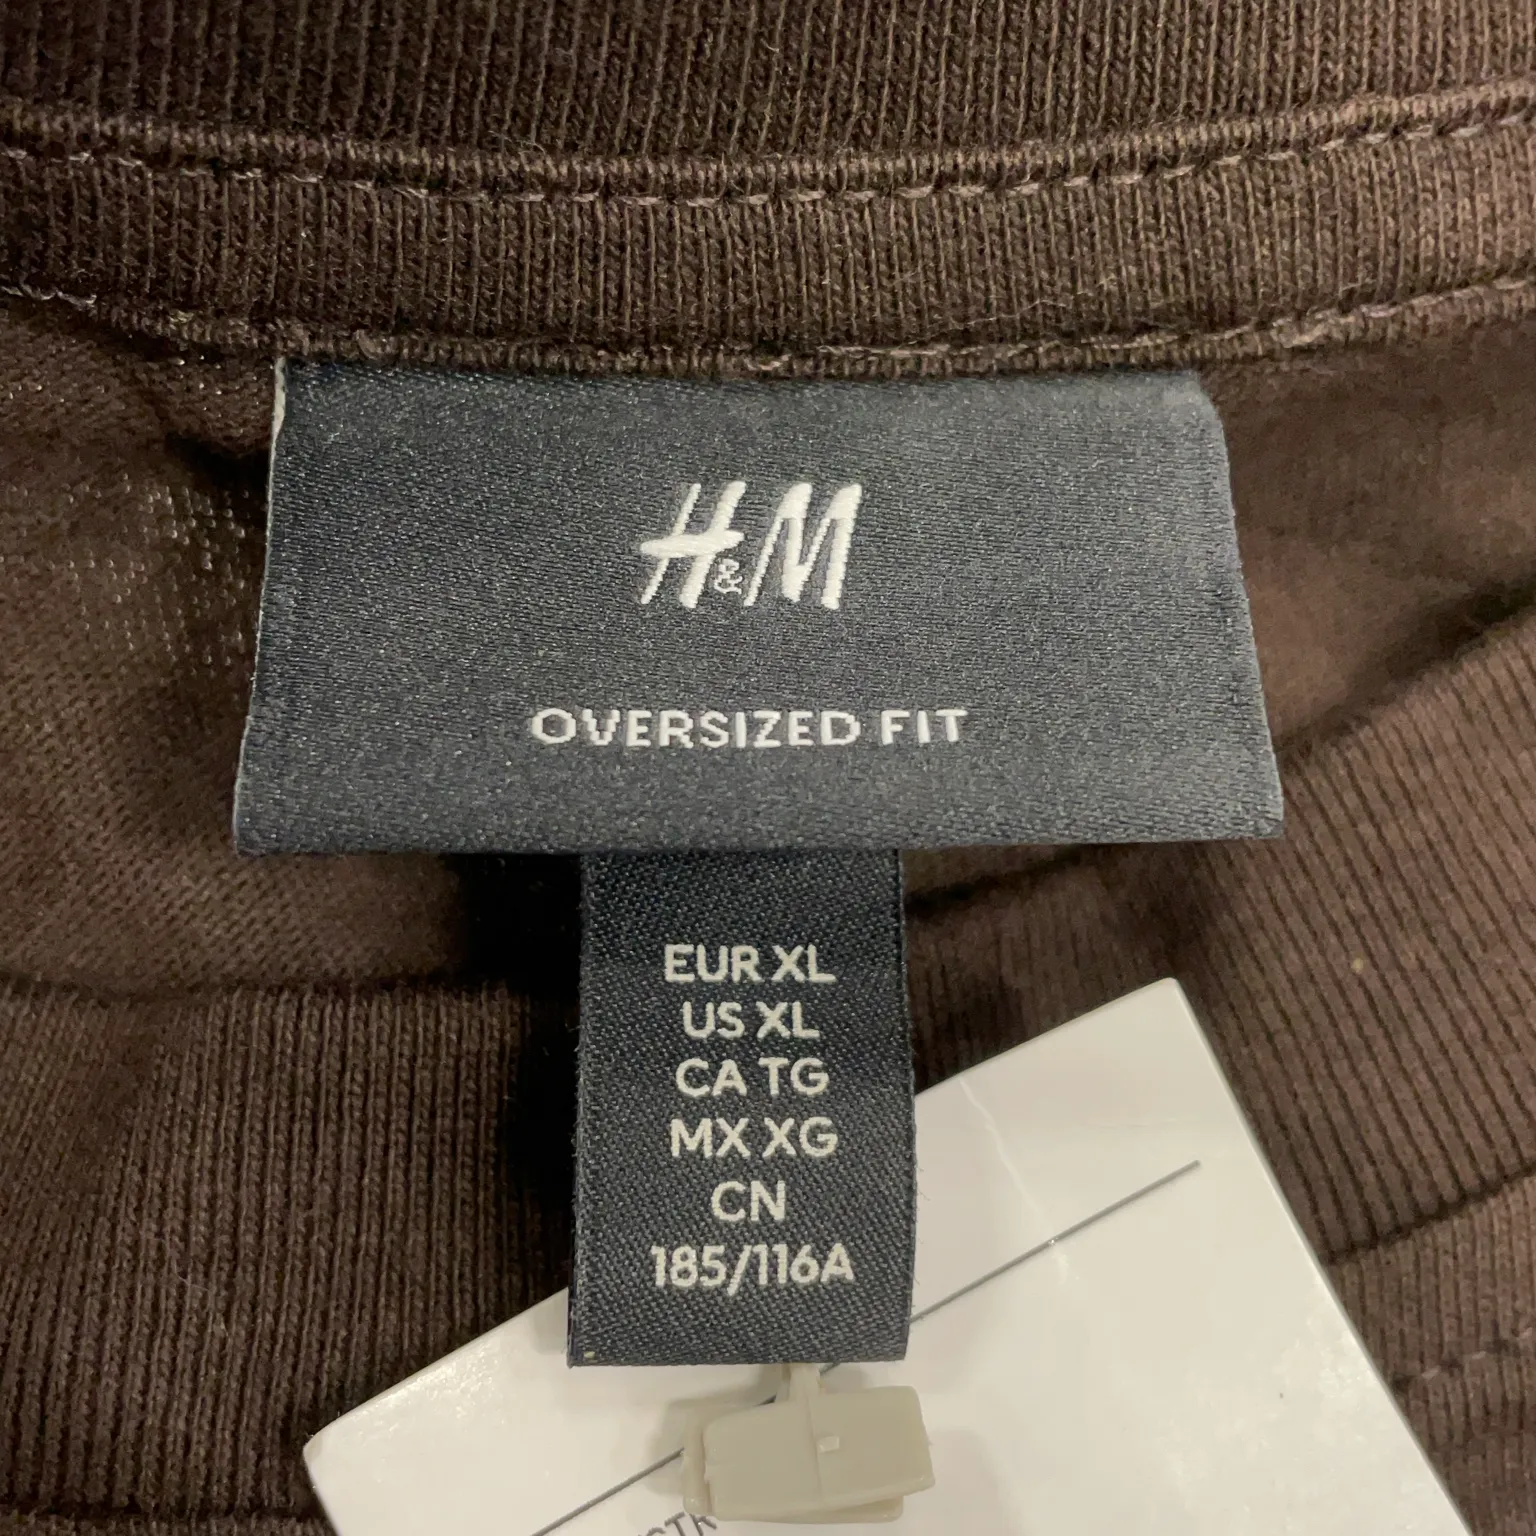 H&M
OVERSIZED FIT
EUR XL
US XL
CA TG
MX XG
CN
185/116A